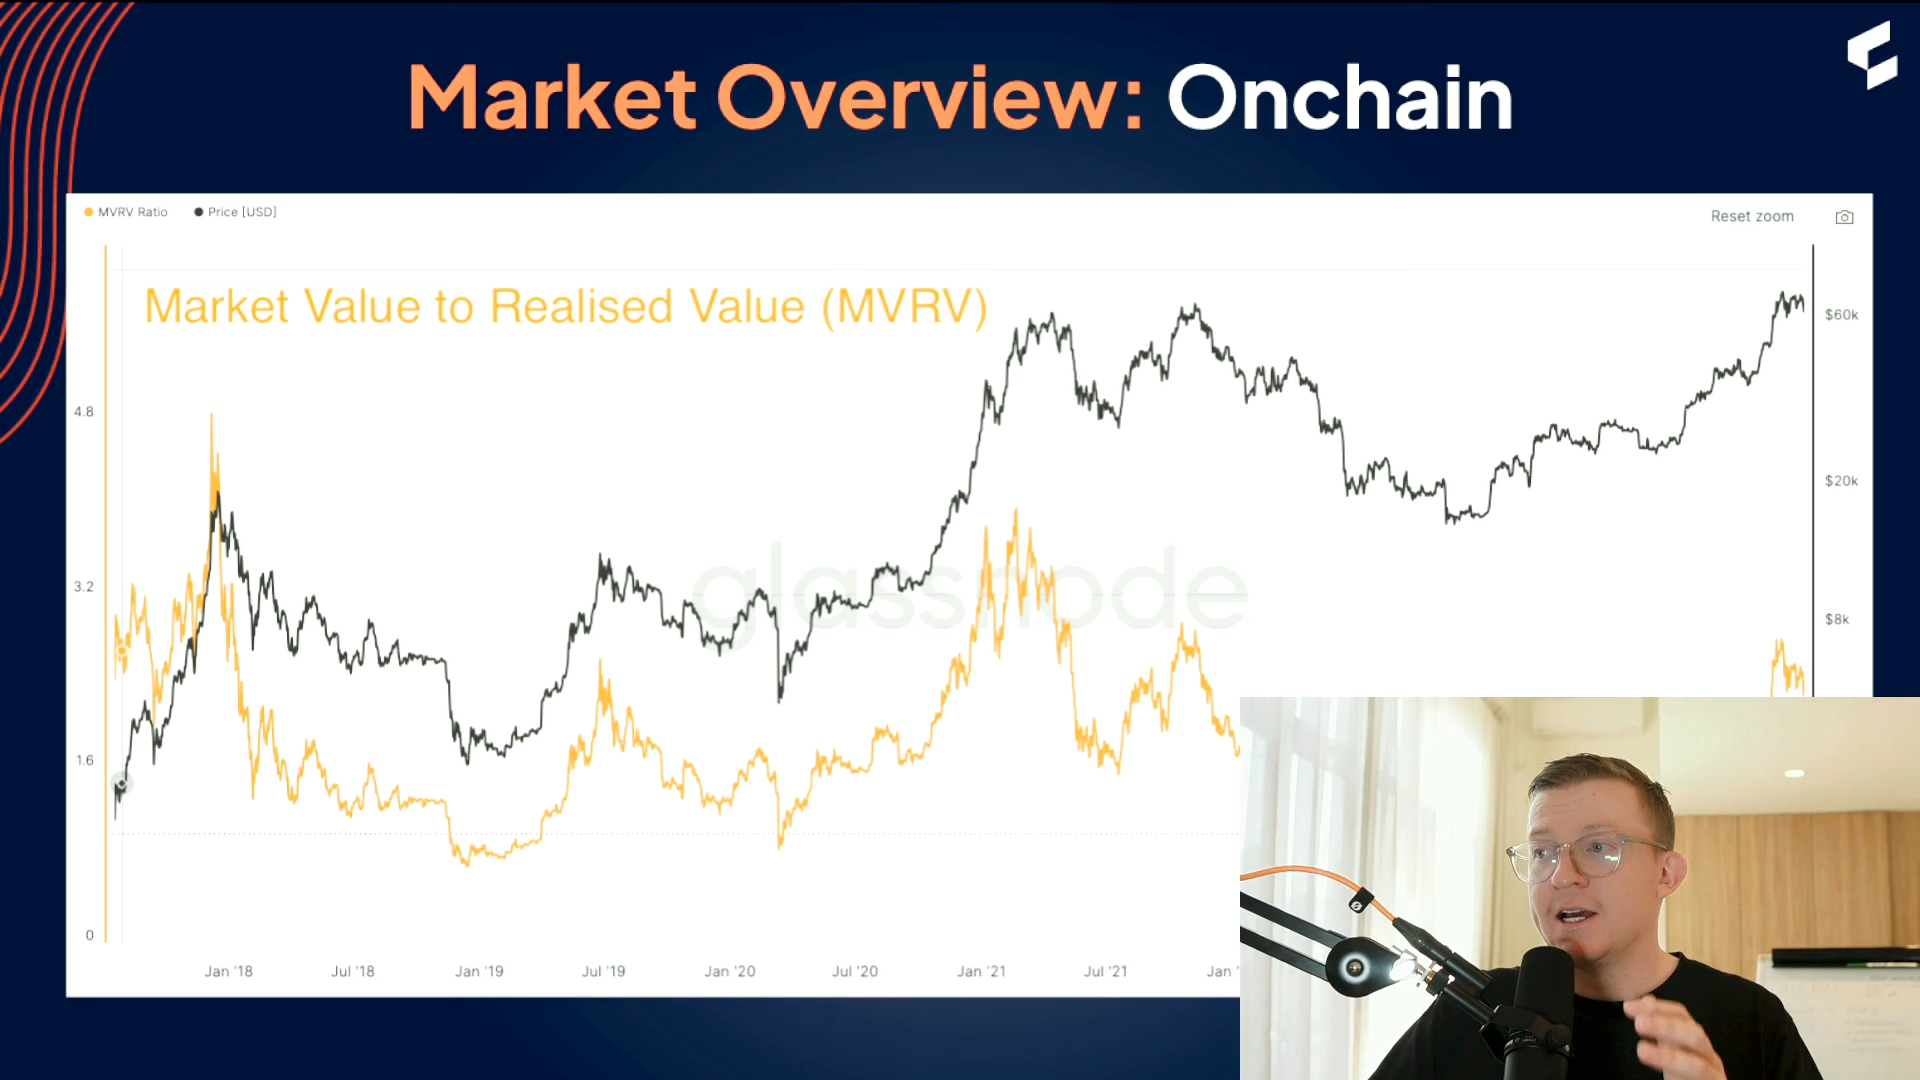 Market Overview: Onchain
MVRV Ratio
Price [USD]
Reset zoom
Market Value to Realised Value (MVRV)
$60k
4.8
$20k
glassnode
3.2
$8k
1.6
0
Jan '18
Jul '18
Jan '19
Jul '19
Jan '20
Jul '20
Jan '21
Jul '21
Jan '